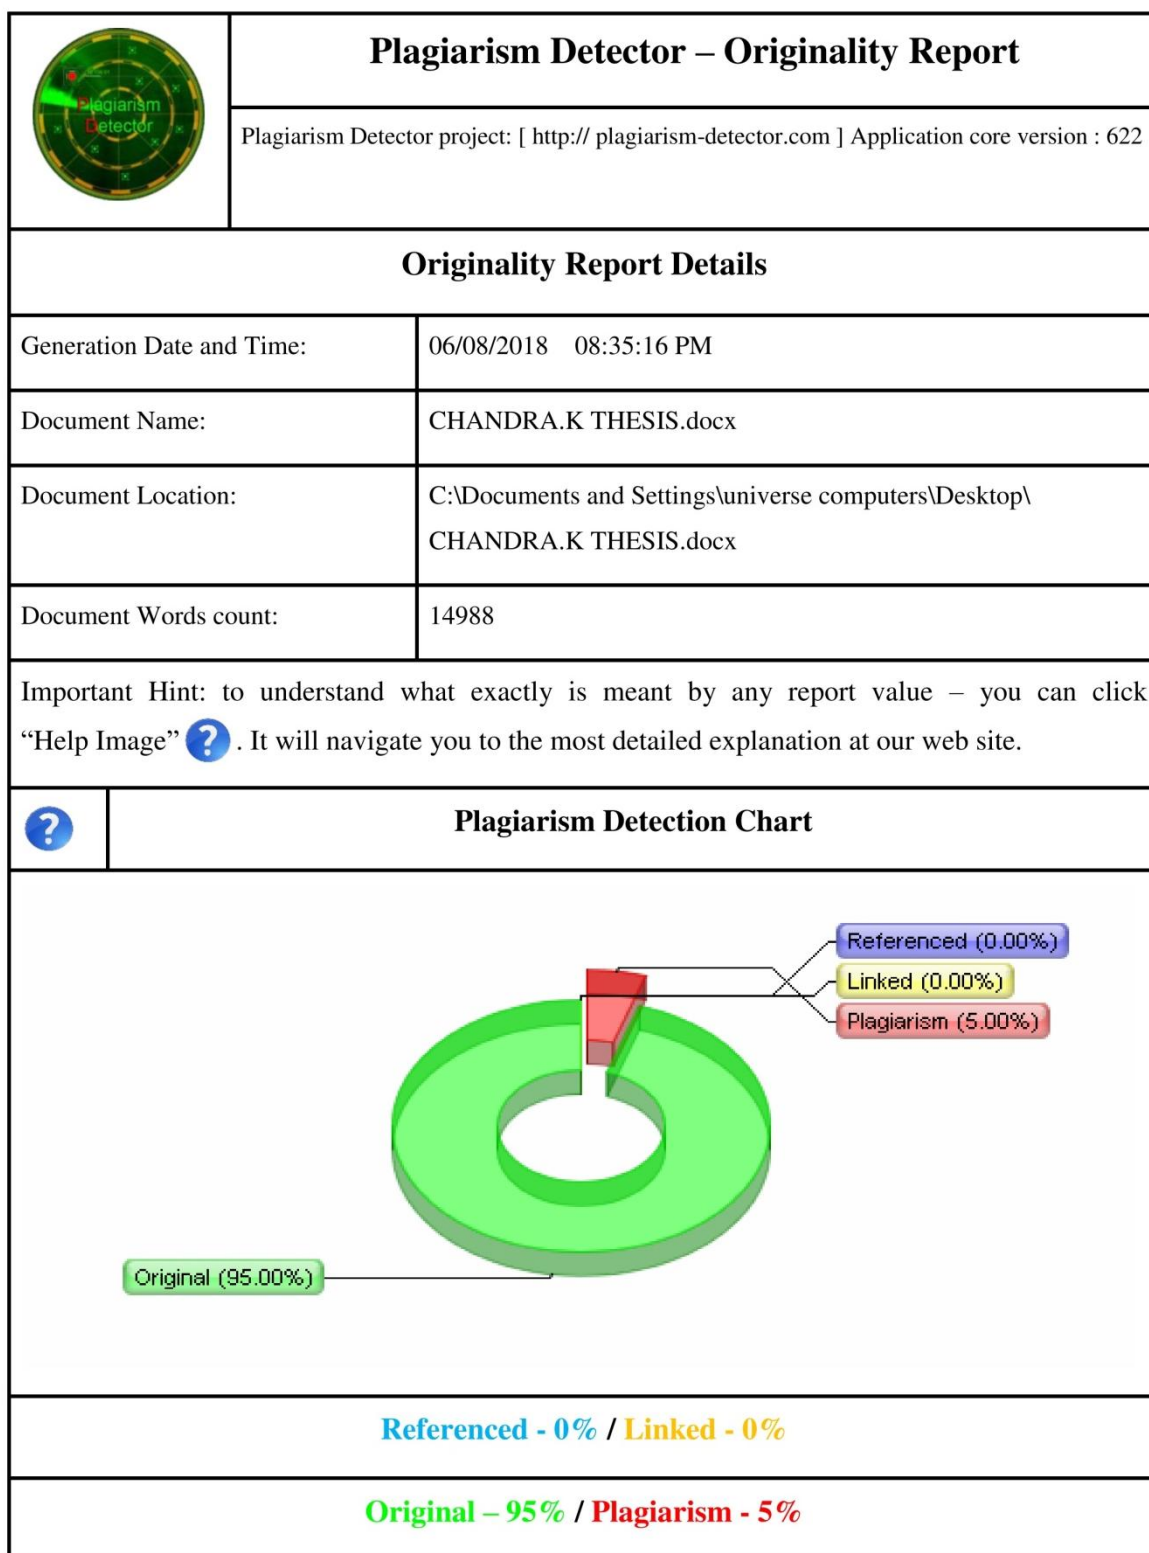 Plagiarism
Detector
Plagiarism Detector – Originality Report
Plagiarism Detector project: [ http:// plagiarism-detector.com ] Application core version : 622
Originality Report Details
Generation Date and Time:
06/08/2018 08:35:16 PM
Document Name:
CHANDRA.K THESIS.docx
Document Location:
C:\Documents and Settings\universe computers\Desktop\
CHANDRA.K THESIS.docx
Document Words count:
14988
Important Hint: to understand what exactly is meant by any report value – you can click
“Help Image” ? . It will navigate you to the most detailed explanation at our web site.
?
Plagiarism Detection Chart
Referenced (0.00%)
Linked (0.00%)
Plagiarism (5.00%)
Original (95.00%)
Referenced - 0% / Linked - 0%
Original – 95% / Plagiarism - 5%